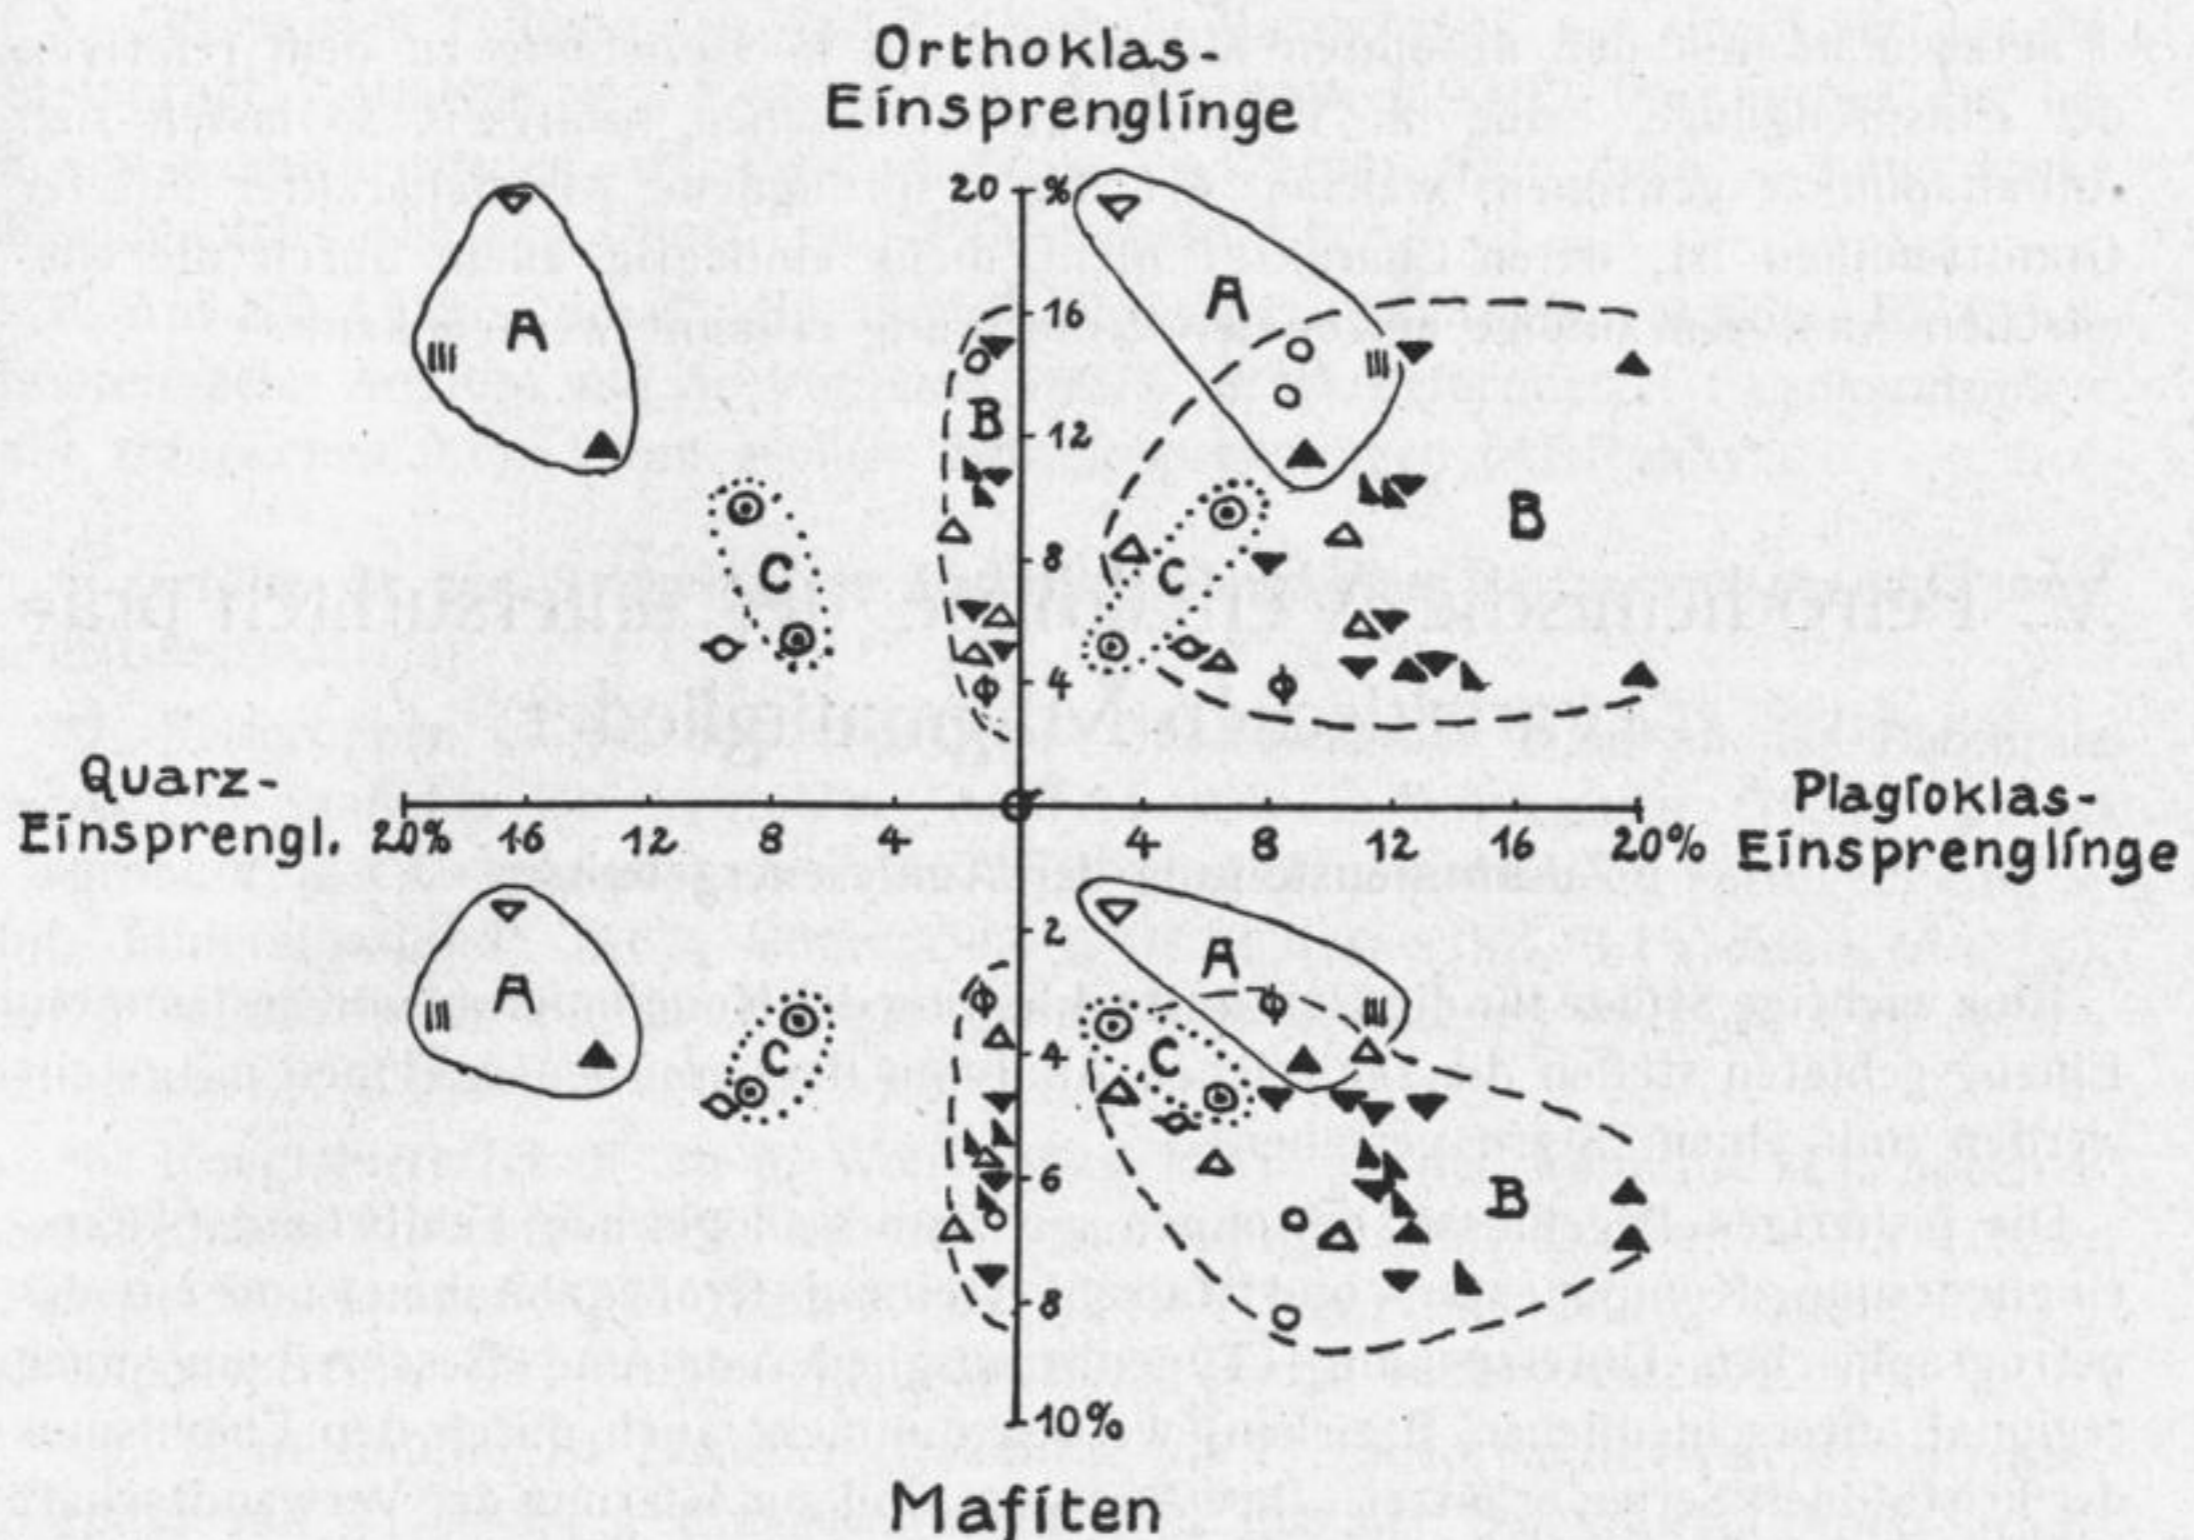 Orthoklas-
Einsprenglinge
20 %
A
A
16
B
12
B
8
C
C
4
Quarz-
Einsprengl.
20% 16 12 8 4
4 8 12 16 20%
Plagioklas-
Einsprenglinge
A
A
2
C
C
4
B
6
8
10%
Mafiten